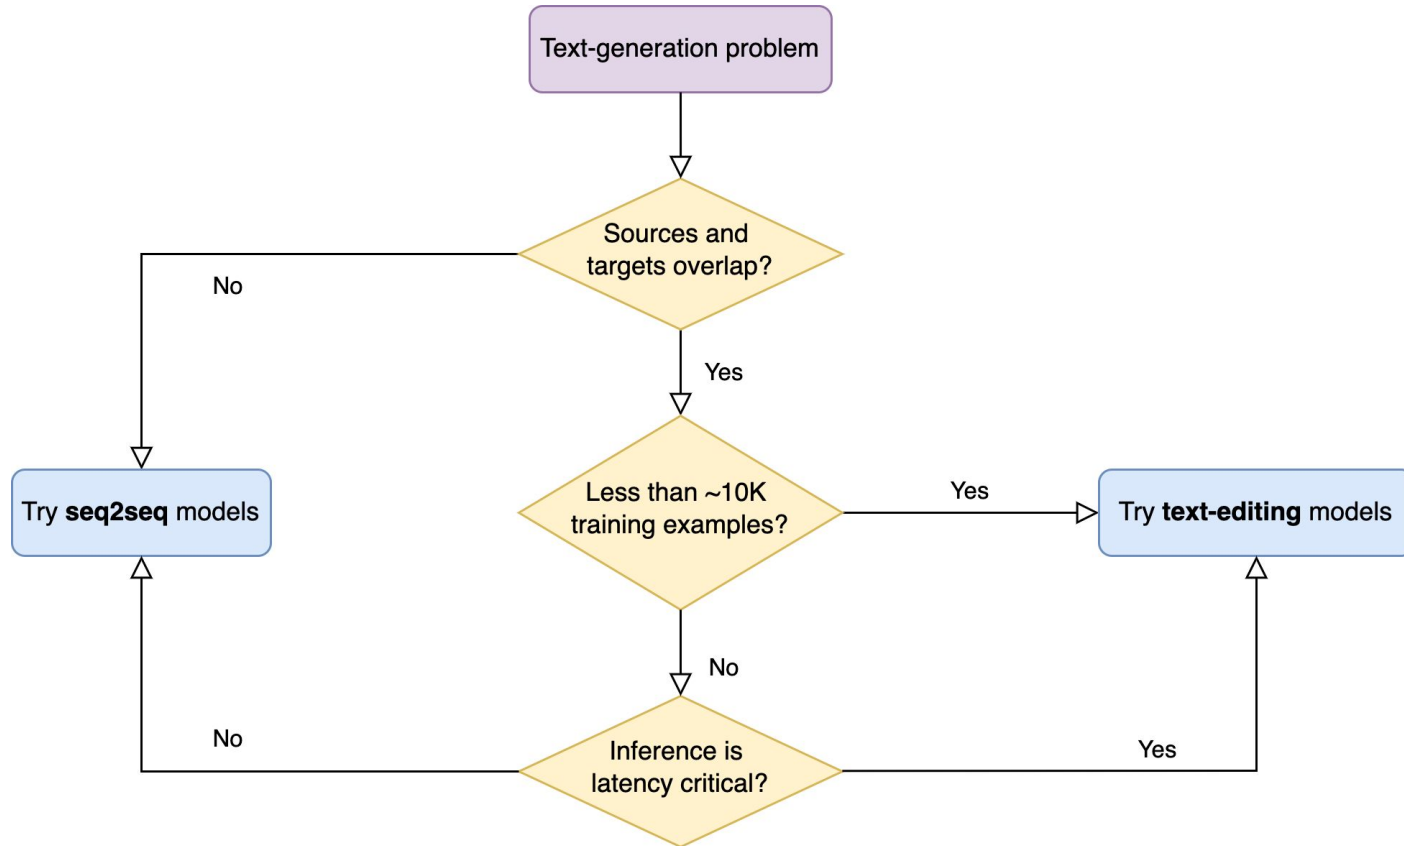 Text-generation problem
Sources and
targets overlap?
No
Yes
Less than ~10K
training examples?
Yes
Try seq2seq models
Try text-editing models
No
Inference is
latency critical?
No
Yes